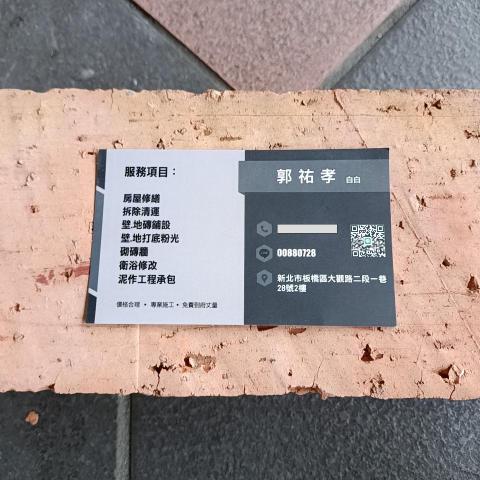 服務項目：
房屋修繕
拆除清運
壁.地磚鋪設
壁.地打底粉光
砌磚牆
衛浴修改
泥作工程承包
價格合理 • 專業施工 • 免費到府丈量
郭祐孝 白白
00880728
新北市板橋區大觀路二段一巷
28號2樓